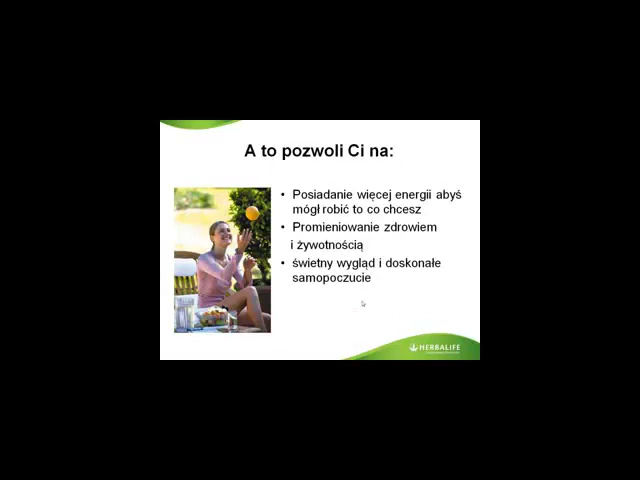 A to pozwoli Ci na:
• Posiadanie więcej energii abyś
mógł robić to co chcesz
• Promieniowanie zdrowiem
i żywotnością
• świetny wygląd i doskonałe
samopoczucie
HERBALIFE